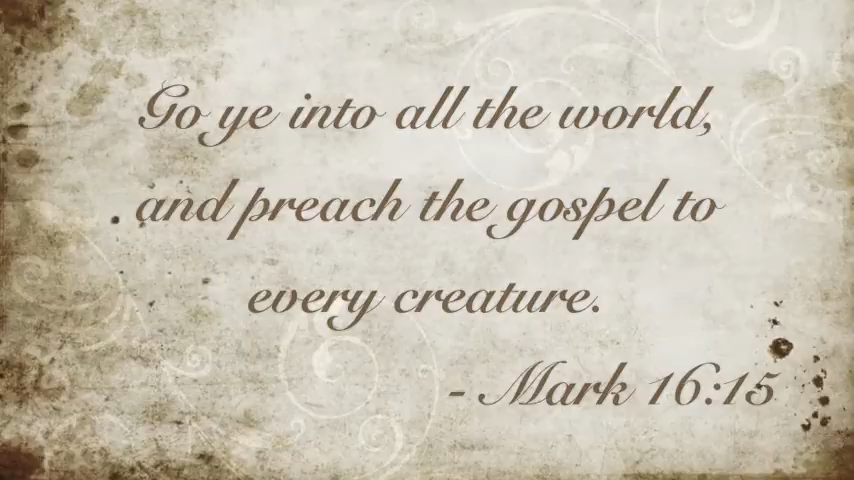 Go ye into all the world,
and preach the gospel to
every creature.
- Mark 16:15